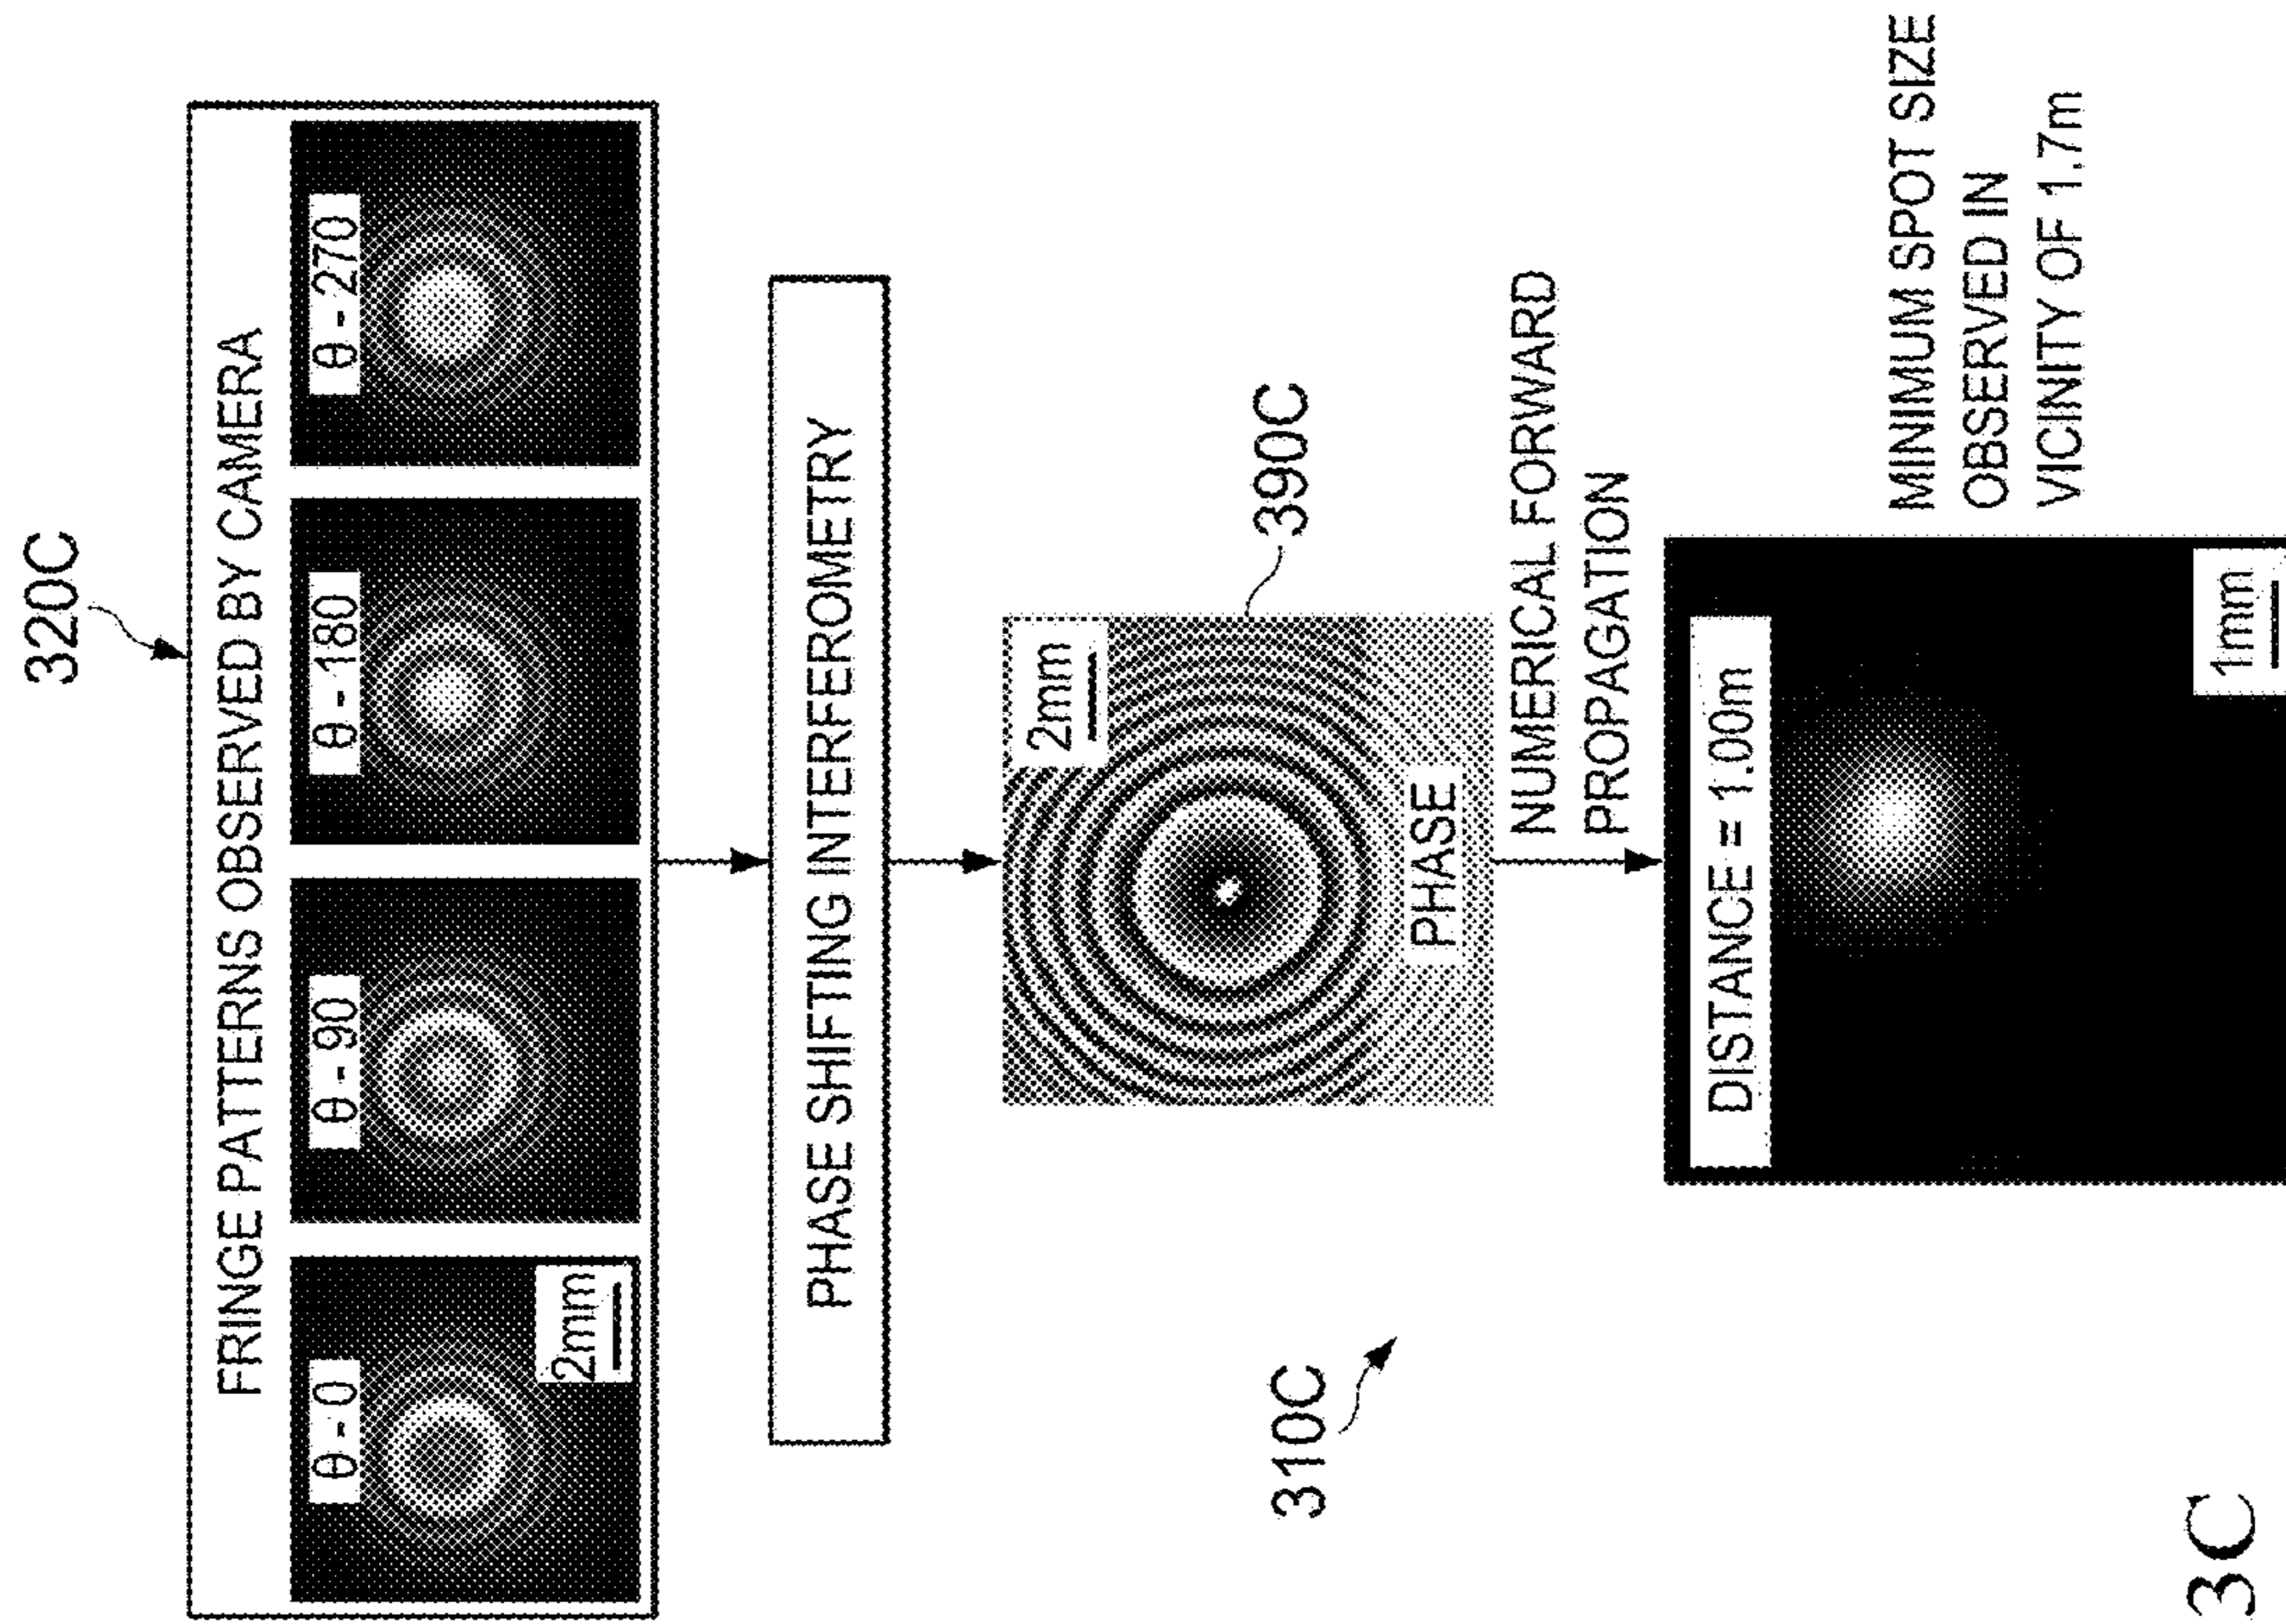 320C
FRINGE PATTERNS OBSERVED BY CAMERA
θ - 0
θ - 90
θ - 180
θ - 270
2mm
PHASE SHIFTING INTERFEROMETRY
310C
2mm
PHASE
390C
NUMERICAL FORWARD
PROPAGATION
DISTANCE = 1.00m
1mm
MINIMUM SPOT SIZE
OBSERVED IN
VICINITY OF 1.7m
3C